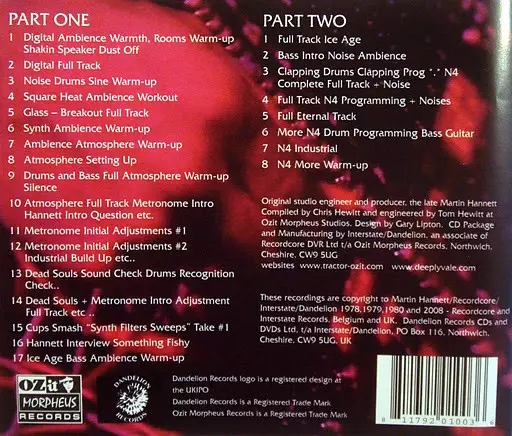 PART ONE
1 Digital Ambience Warmth, Rooms Warm-up
Shakin Speaker Dust Off
2 Digital Full Track
3 Noise Drums Sine Warm-up
4 Square Heat Ambience Workout
5 Glass – Breakout Full Track
6 Synth Ambience Warm-up
7 Ambience Atmosphere Warm-up
8 Atmosphere Setting Up
9 Drums and Bass Full Atmosphere Warm-up
Silence
10 Atmosphere Full Track Metronome Intro
Hannett Intro Question etc.
11 Metronome Initial Adjustments #1
12 Metronome Initial Adjustments #2
Industrial Build Up etc..
13 Dead Souls Sound Check Drums Recognition
Check..
14 Dead Souls + Metronome Intro Adjustment
Full Track etc ..
15 Cups Smash "Synth Filters Sweeps" Take #1
16 Hannett Interview Something Fishy
17 Ice Age Bass Ambience Warm-up
PART TWO
1 Full Track Ice Age
2 Bass Intro Noise Ambience
3 Clapping Drums Clapping Prog "." N4
Complete Full Track + Noise
4 Full Track N4 Programming + Noises
5 Full Eternal Track
6 More N4 Drum Programming Bass Guitar
7 N4 Industrial
8 N4 More Warm-up
Original studio engineer and producer, the late Martin Hannett
Compiled by Chris Hewitt and engineered by Tom Hewitt at
Ozit Morpheus Studios. Design by Gary Lipton. CD Package
and Manufacturing by Interstate/Dandelion, an associate of
Recordcore DVR Ltd t/a Ozit Morpheus Records, Northwich,
Cheshire, CW9 5UG
websites www.tractor-ozit.com www.deeplyvale.com
These recordings are copyright to Martin Hannett/Recordcore/
Interstate/Dandelion 1978,1979,1980 and 2008 - Recordcore and
Interstate Records, Belgium and UK. Dandelion Records CDs and
DVDs Ltd, t/a Interstate/Dandelion, PO Box 116, Northwich,
Cheshire, CW9 5UG, UK
OZit
MORPHEUS
RECORDS
DANDELION
RECORDS
Dandelion Records logo is a registered design at
the UKIPO
Dandelion Records is a Registered Trade Mark
Ozit Morpheus Records is a Registered Trade Mark
8 11792 01003 6